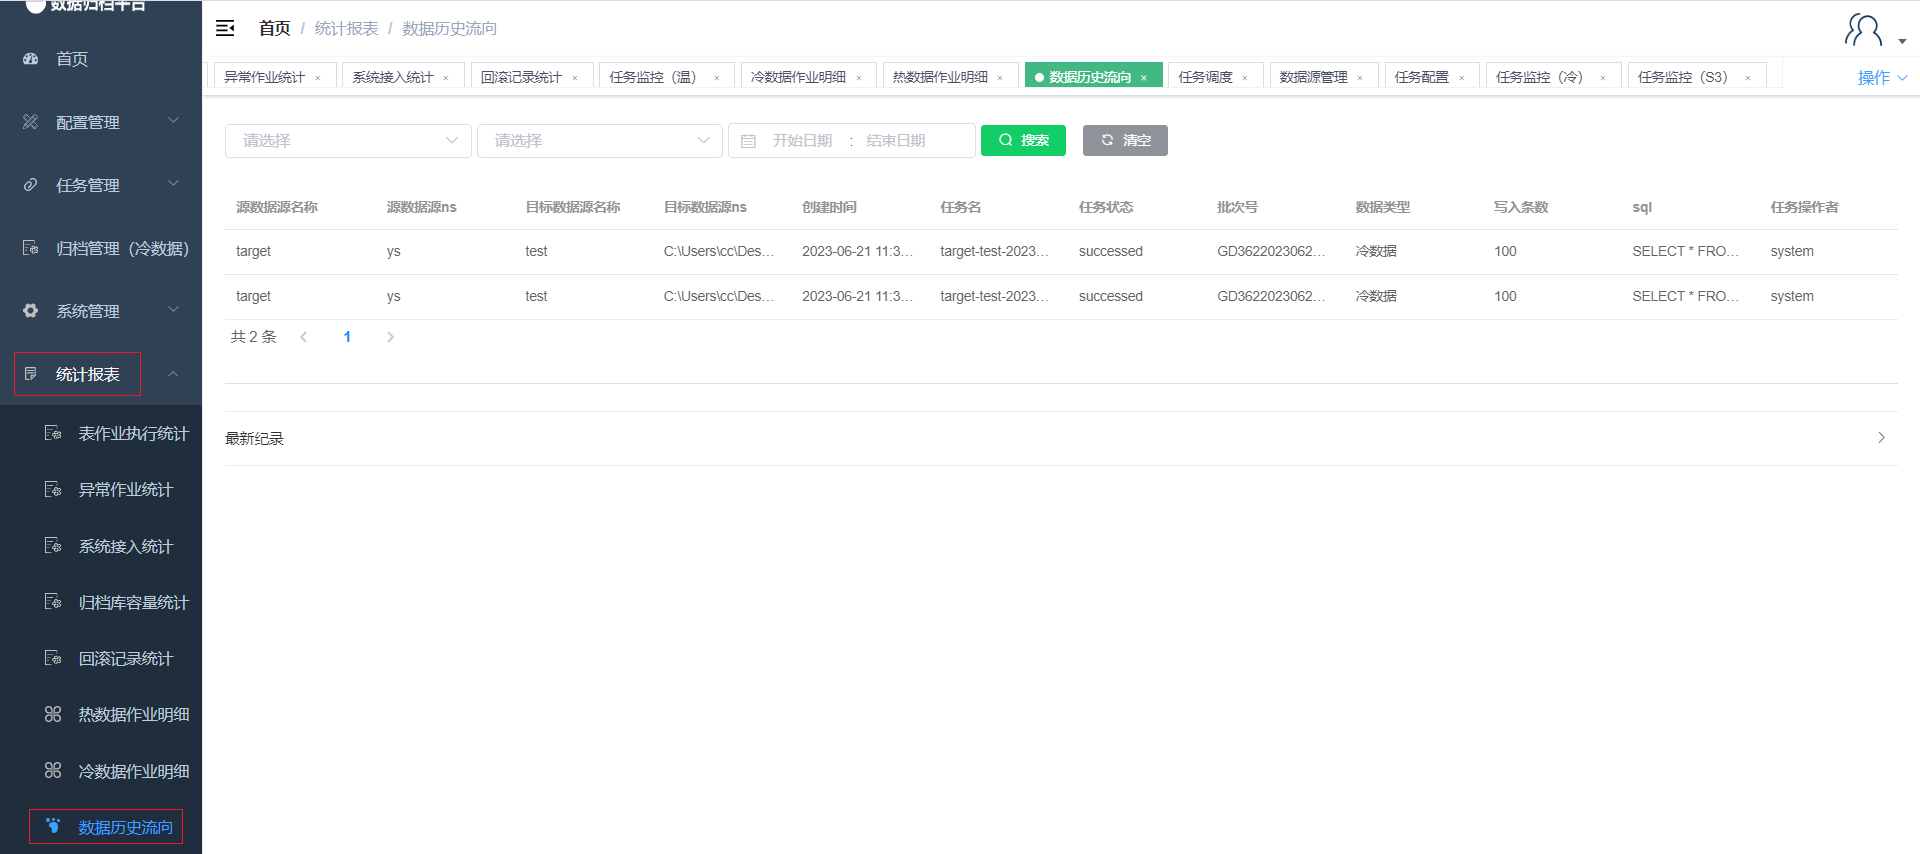 数据归档平台
首页
配置管理
任务管理
归档管理（冷数据）
系统管理
统计报表
表作业执行统计
异常作业统计
系统接入统计
归档库容量统计
回滚记录统计
热数据作业明细
冷数据作业明细
数据历史流向
首页 / 统计报表 / 数据历史流向
异常作业统计 × 系统接入统计 × 回滚记录统计 × 任务监控（温） × 冷数据作业明细 × 热数据作业明细 × 数据历史流向 × 任务调度 × 数据源管理 × 任务配置 × 任务监控（冷） × 任务监控（S3） × 操作
请选择 请选择 开始日期 : 结束日期 搜索 清空
源数据源名称 源数据源ns 目标数据源名称 目标数据源ns 创建时间 任务名 任务状态 批次号 数据类型 写入条数 sql 任务操作者
target ys test C:\Users\cc\Des... 2023-06-21 11:3... target-test-2023... successed GD3622023062... 冷数据 100 SELECT * FRO... system
target ys test C:\Users\cc\Des... 2023-06-21 11:3... target-test-2023... successed GD3622023062... 冷数据 100 SELECT * FRO... system
共 2 条 1
最新纪录